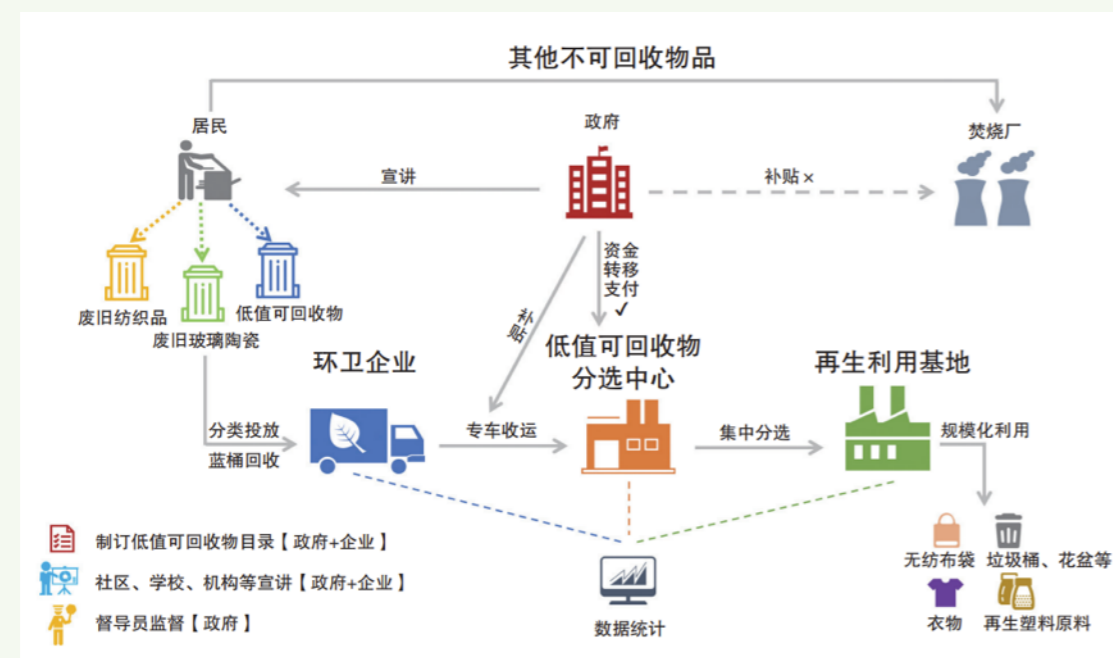 其他不可回收物品
居民
政府
焚烧厂
宣讲
补贴×
资金
转移
支付
✓
补贴
废旧纺织品
废旧玻璃陶瓷
低值可回收物
环卫企业
低值可回收物
分选中心
再生利用基地
分类投放
蓝桶回收
专车收运
集中分选
规模化利用
无纺布袋
垃圾桶、花盆等
衣物
再生塑料原料
数据统计
制订低值可回收物目录【政府+企业】
社区、学校、机构等宣讲【政府+企业】
督导员监督【政府】